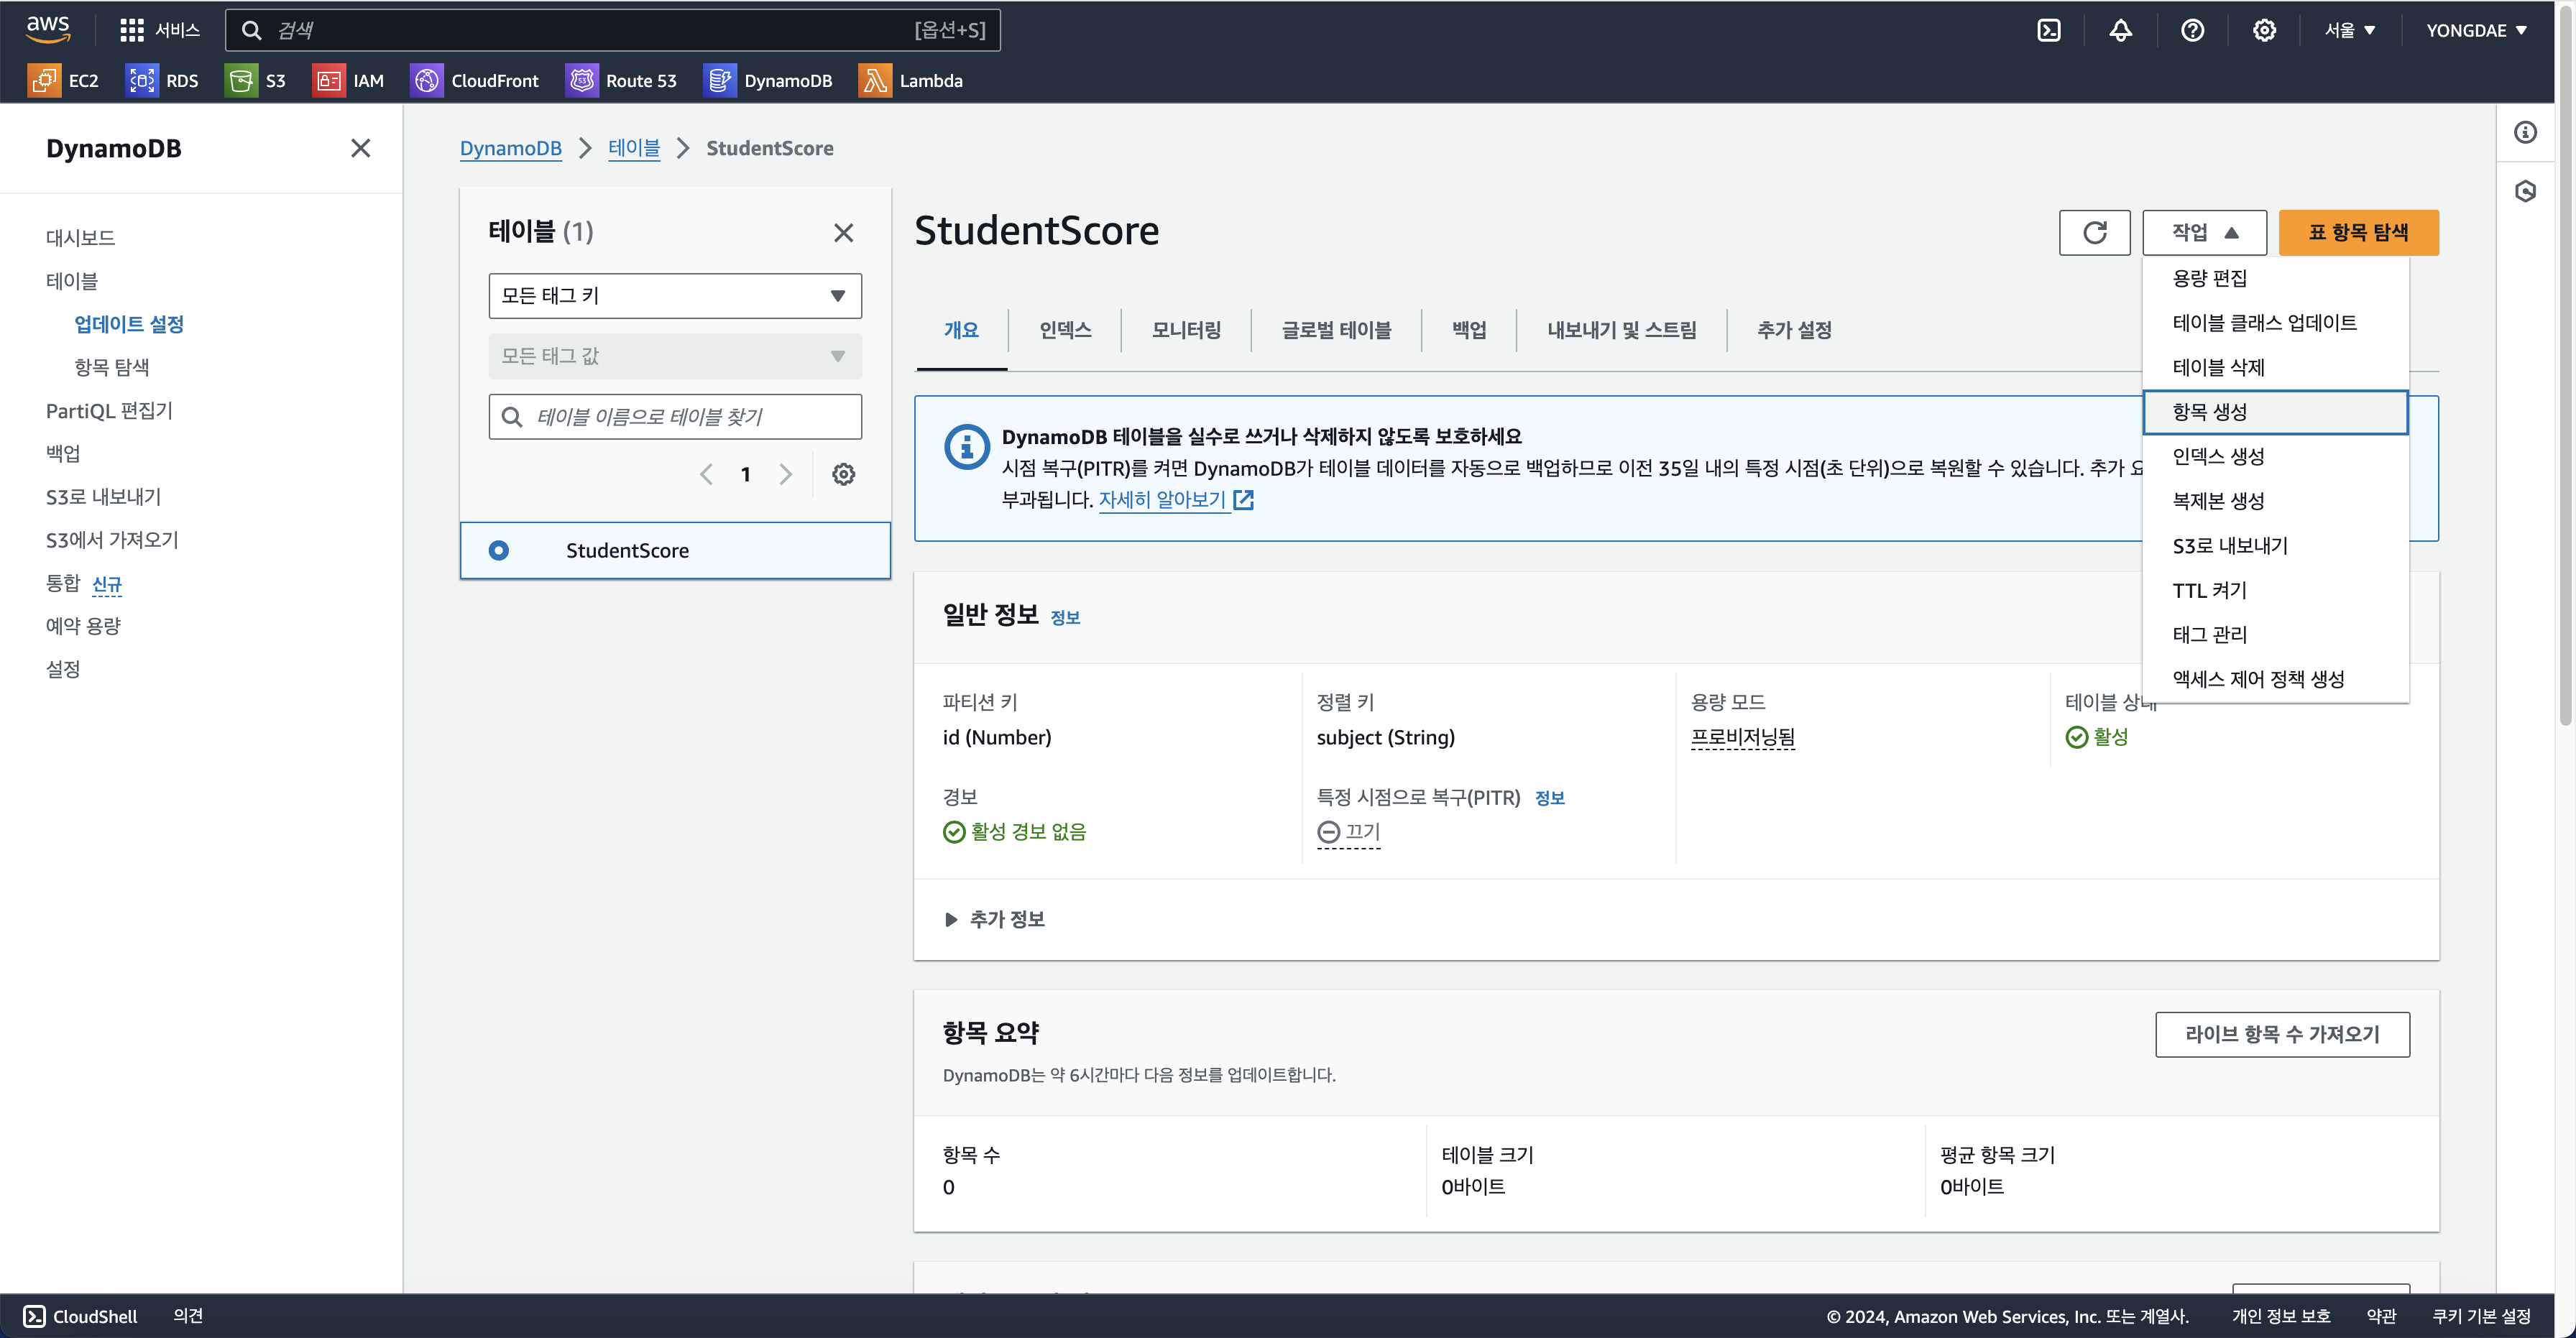 aws
서비스
검색
[옵션+S]
서울 ▼
YONGDAE ▼
EC2
RDS
S3
IAM
CloudFront
Route 53
DynamoDB
Lambda
DynamoDB
대시보드
테이블
업데이트 설정
항목 탐색
PartiQL 편집기
백업
S3로 내보내기
S3에서 가져오기
통합 신규
예약 용량
설정
DynamoDB > 테이블 > StudentScore
테이블 (1)
모든 태그 키
모든 태그 값
테이블 이름으로 테이블 찾기
1
StudentScore
StudentScore
작업 ▲
표 항목 탐색
용량 편집
테이블 클래스 업데이트
테이블 삭제
항목 생성
인덱스 생성
복제본 생성
S3로 내보내기
TTL 켜기
태그 관리
액세스 제어 정책 생성
개요
인덱스
모니터링
글로벌 테이블
백업
내보내기 및 스트림
추가 설정
DynamoDB 테이블을 실수로 쓰거나 삭제하지 않도록 보호하세요
시점 복구(PITR)를 켜면 DynamoDB가 테이블 데이터를 자동으로 백업하므로 이전 35일 내의 특정 시점(초 단위)으로 복원할 수 있습니다. 추가 요
부과됩니다. 자세히 알아보기
일반 정보 정보
파티션 키
id (Number)
정렬 키
subject (String)
용량 모드
프로비저닝됨
테이블 상태
활성
경보
활성 경보 없음
특정 시점으로 복구(PITR) 정보
끄기
추가 정보
항목 요약
라이브 항목 수 가져오기
DynamoDB는 약 6시간마다 다음 정보를 업데이트합니다.
항목 수
0
테이블 크기
0바이트
평균 항목 크기
0바이트
CloudShell
의견
© 2024, Amazon Web Services, Inc. 또는 계열사.
개인 정보 보호
약관
쿠키 기본 설정